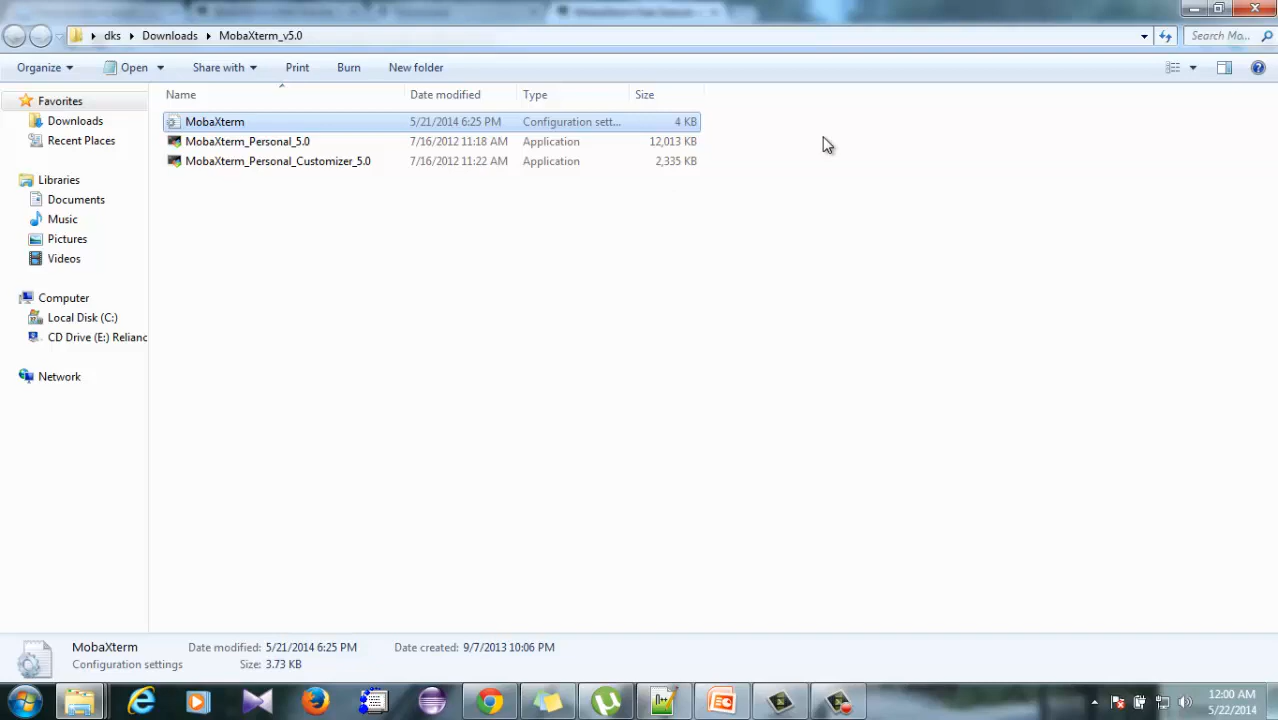 dks Downloads MobaXterm_v5.0 Search Mo...
Organize Open Share with Print Burn New folder
Name Date modified Type Size
Favorites
Downloads
Recent Places
Libraries
Documents
Music
Pictures
Videos
Computer
Local Disk (C:)
CD Drive (E:) Relianc
Network
MobaXterm 5/21/2014 6:25 PM Configuration sett... 4 KB
MobaXterm_Personal_5.0 7/16/2012 11:18 AM Application 12,013 KB
MobaXterm_Personal_Customizer_5.0 7/16/2012 11:22 AM Application 2,335 KB
MobaXterm Date modified: 5/21/2014 6:25 PM Date created: 9/7/2013 10:06 PM
Configuration settings Size: 3.73 KB
12:00 AM
5/22/2014